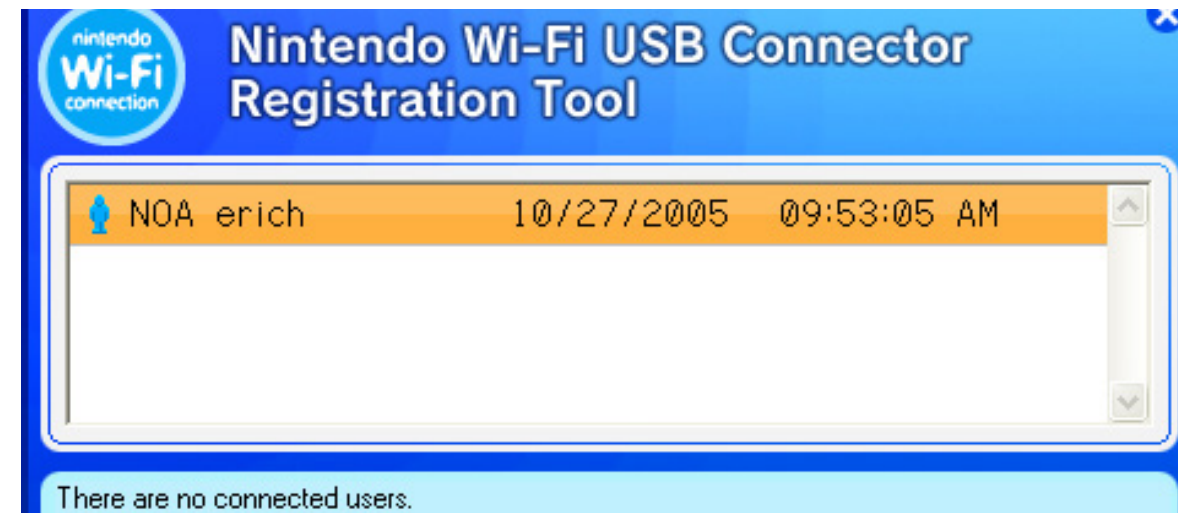 nintendo
Wi-Fi
connection
Nintendo Wi-Fi USB Connector
Registration Tool
NOA erich 10/27/2005 09:53:05 AM
There are no connected users.